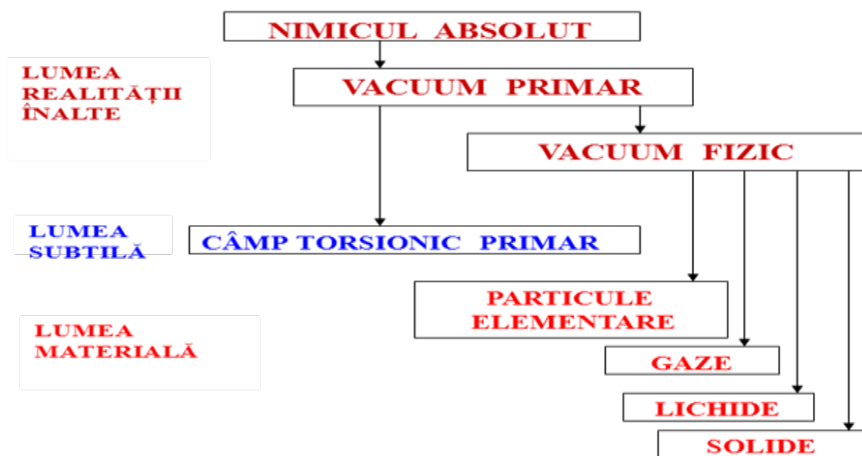 NIMICUL ABSOLUT
LUMEA
REALITĂȚII
ÎNALTE
VACUUM PRIMAR
VACUUM FIZIC
LUMEA
SUBTILĂ
CÂMP TORSIONIC PRIMAR
PARTICULE
ELEMENTARE
LUMEA
MATERIALĂ
GAZE
LICHIDE
SOLIDE